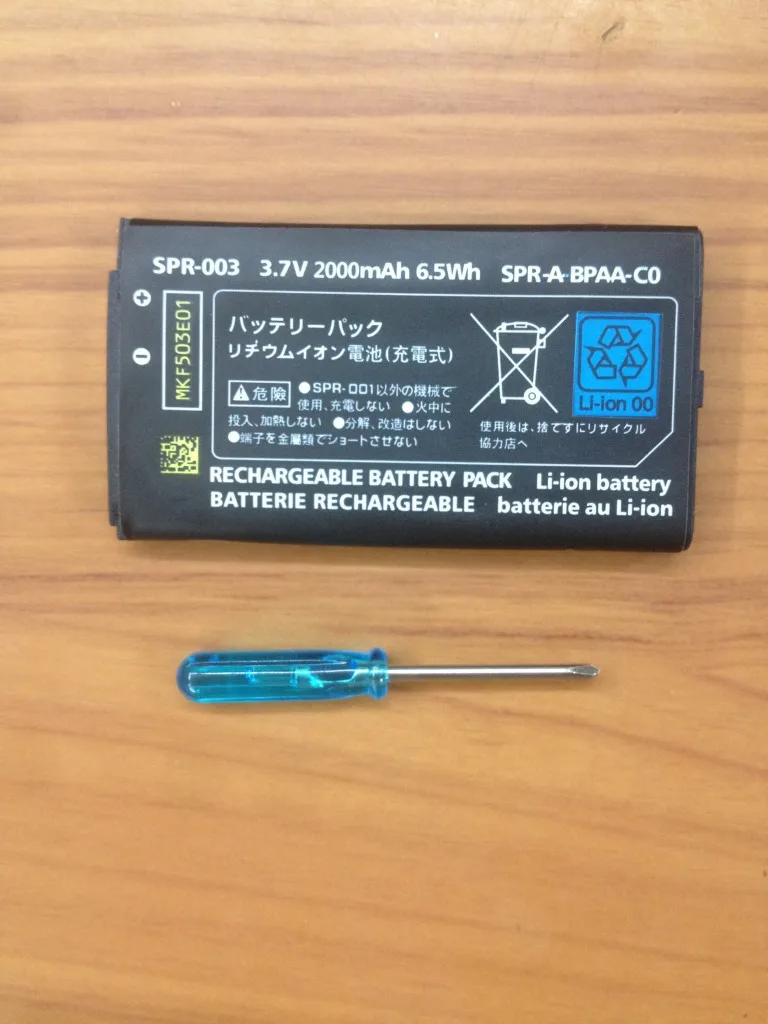 SPR-003 3.7V 2000mAh 6.5Wh SPR-A-BPAA-C0
MKF503E01
バッテリーパック
リチウムイオン電池(充電式)
危険 ●SPR-001以外の機械で
使用、充電しない ●火中に
投入、加熱しない ●分解、改造はしない
●端子を金属類でショートさせない
Li-ion 00
使用後は、捨てずにリサイクル
協力店へ
RECHARGEABLE BATTERY PACK Li-ion battery
BATTERIE RECHARGEABLE batterie au Li-ion